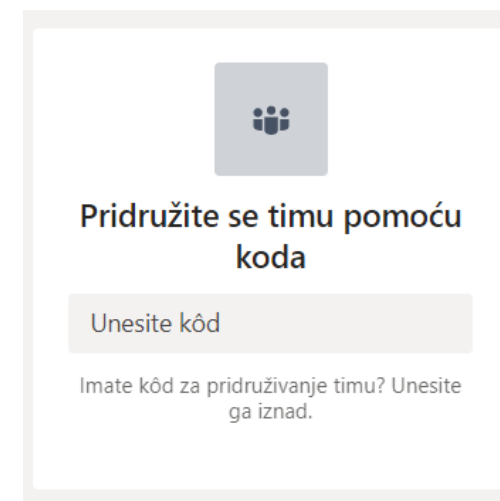 Pridružite se timu pomoću
koda
Unesite kôd
Imate kôd za pridruživanje timu? Unesite
ga iznad.